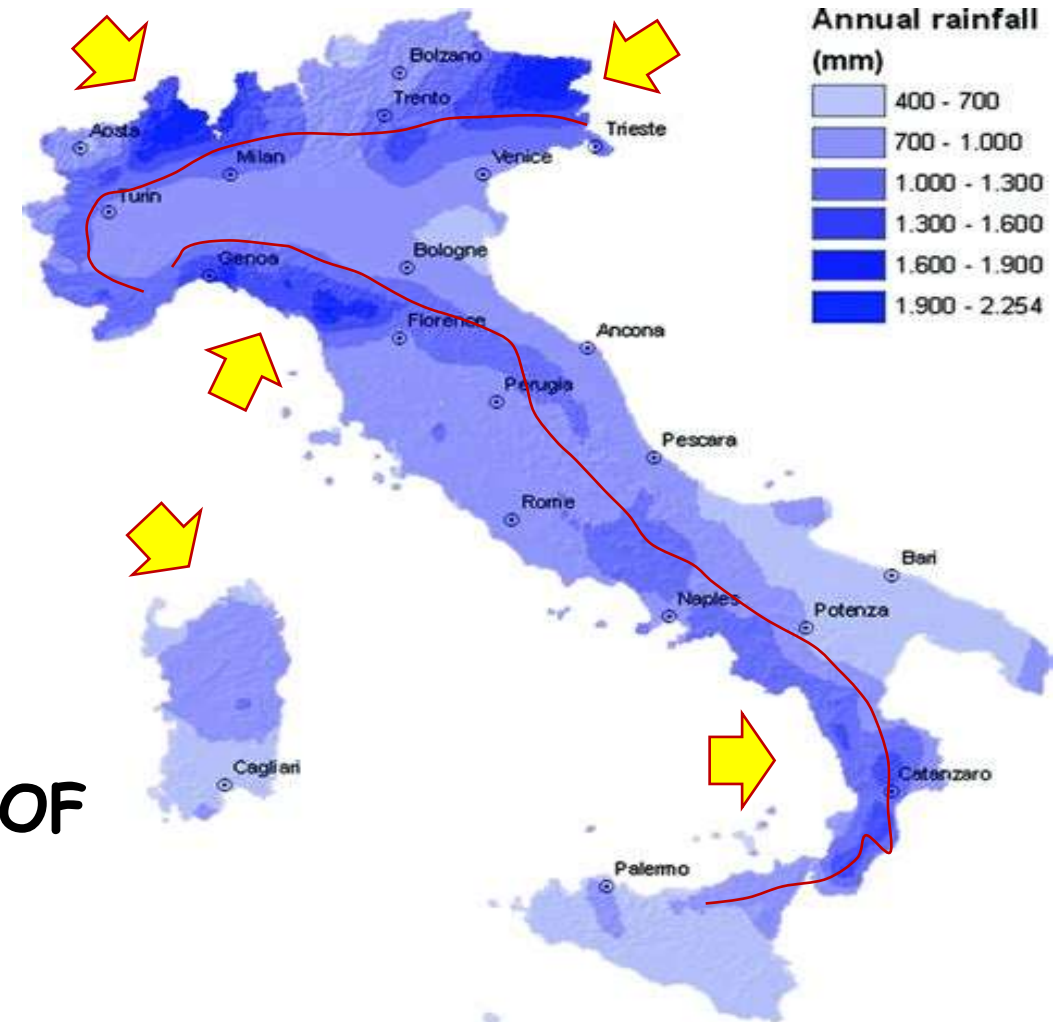 Annual rainfall
(mm)
400 - 700
700 - 1.000
1.000 - 1.300
1.300 - 1.600
1.600 - 1.900
1.900 - 2.254
Bolzano
Trento
Aosta
Trieste
Milan
Venice
Turin
Bologne
Genoa
Florence
Ancona
Perugia
Pescara
Rome
Bari
Naples
Potenza
Cagliari
Catanzaro
OF
Palermo